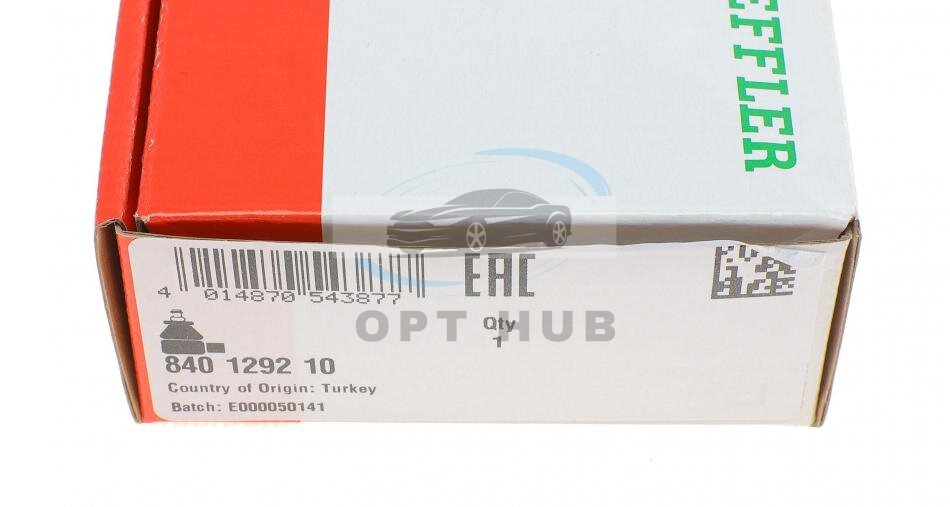 EFFLER
4 014870 543877
EAC
OPT HUB
Qty
1
840 1292 10
Country of Origin: Turkey
Batch: E000050141